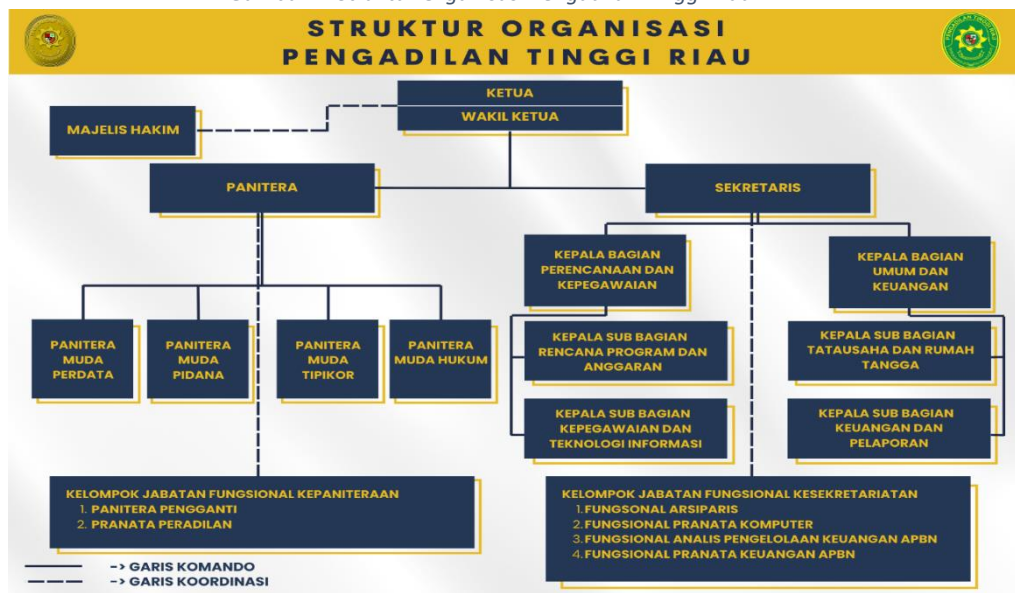 STRUKTUR ORGANISASI
PENGADILAN TINGGI RIAU
KETUA
WAKIL KETUA
MAJELIS HAKIM
PANITERA
SEKRETARIS
KEPALA BAGIAN
PERENCANAAN DAN
KEPEGAWAIAN
KEPALA BAGIAN
UMUM DAN
KEUANGAN
PANITERA
MUDA
PERDATA
PANITERA
MUDA
PIDANA
PANITERA
MUDA
TIPIKOR
PANITERA
MUDA HUKUM
KEPALA SUB BAGIAN
RENCANA PROGRAM DAN
ANGGARAN
KEPALA SUB BAGIAN
TATAUSAHA DAN RUMAH
TANGGA
KEPALA SUB BAGIAN
KEPEGAWAIAN DAN
TEKNOLOGI INFORMASI
KEPALA SUB BAGIAN
KEUANGAN DAN
PELAPORAN
KELOMPOK JABATAN FUNGSIONAL KEPANITERAAN
1. PANITERA PENGGANTI
2. PRANATA PERADILAN
KELOMPOK JABATAN FUNGSIONAL KESEKRETARIATAN
1. FUNGSONAL ARSIPARIS
2. FUNGSIONAL PRANATA KOMPUTER
3. FUNGSIONAL ANALIS PENGELOLAAN KEUANGAN APBN
4. FUNGSIONAL PRANATA KEUANGAN APBN
-> GARIS KOMANDO
-> GARIS KOORDINASI